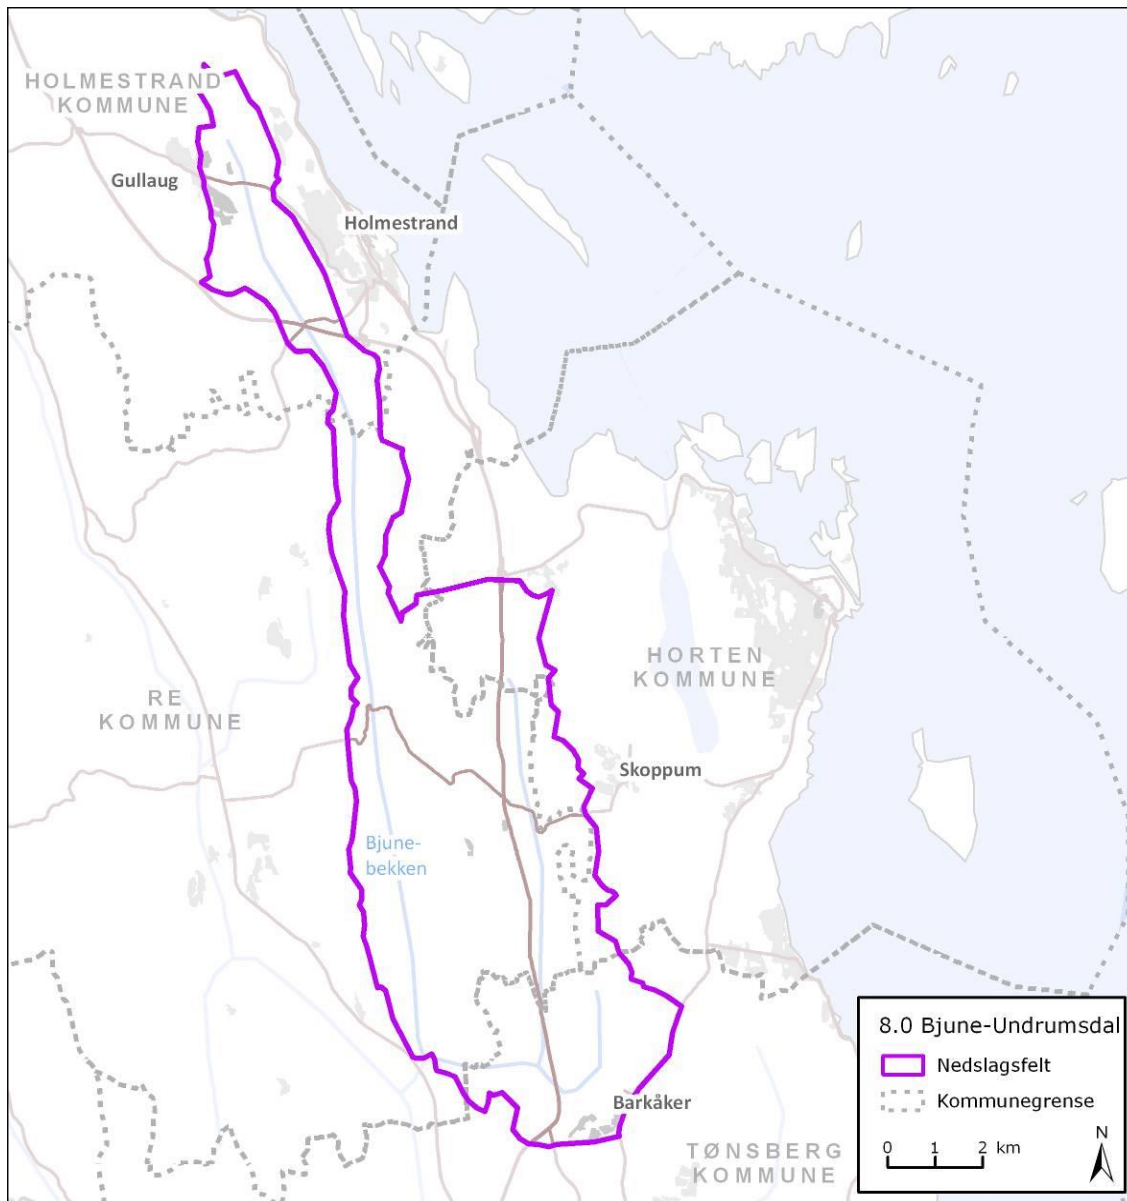 HOLMESTRAND
KOMMUNE
Gullaug
Holmestrand
HORTEN
KOMMUNE
RE
KOMMUNE
Skoppum
Bjune-
bekken
Barkåker
TØNSBERG
KOMMUNE
8.0 Bjune-Undrumsdal
Nedslagsfelt
Kommunegrense
0 1 2 km
N